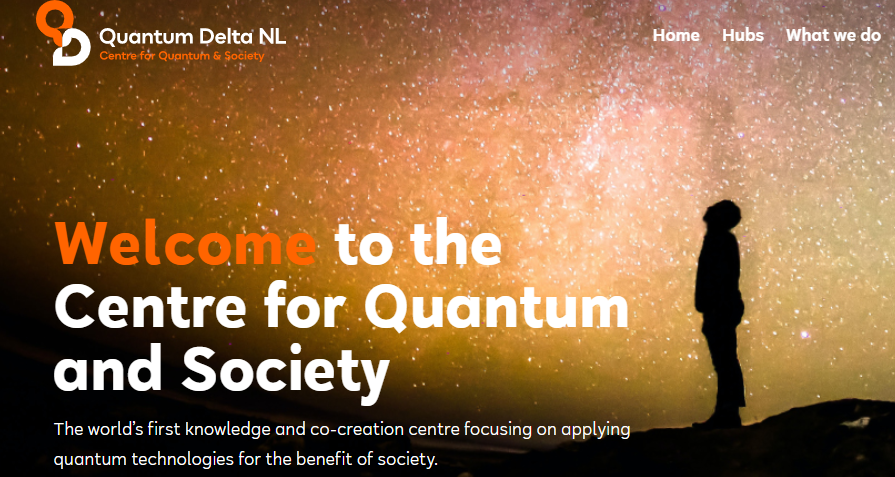 Quantum Delta NL
Centre for Quantum & Society
Home Hubs What we do
Welcome to the
Centre for Quantum
and Society
The world's first knowledge and co-creation centre focusing on applying
quantum technologies for the benefit of society.